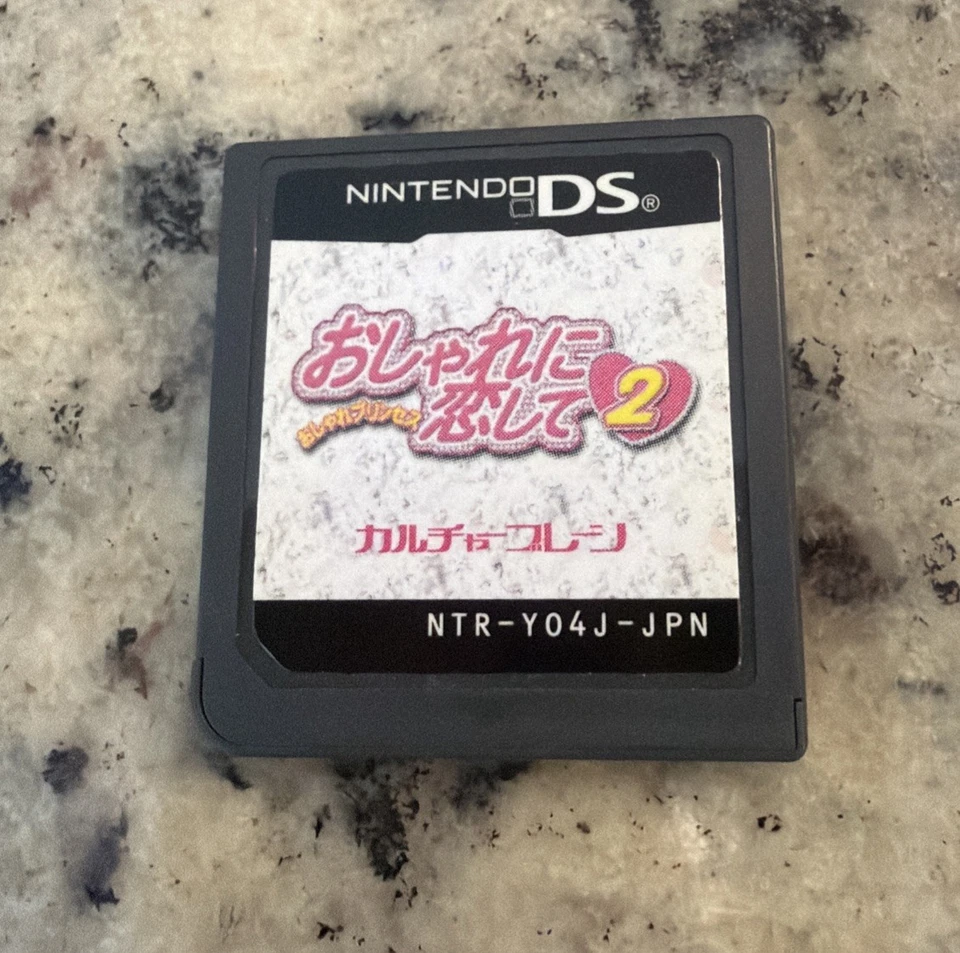 NINTENDO DS®
おしゃれに
恋して2
おしゃれプリンセス
カルチャーブレーン
NTR-Y04J-JPN